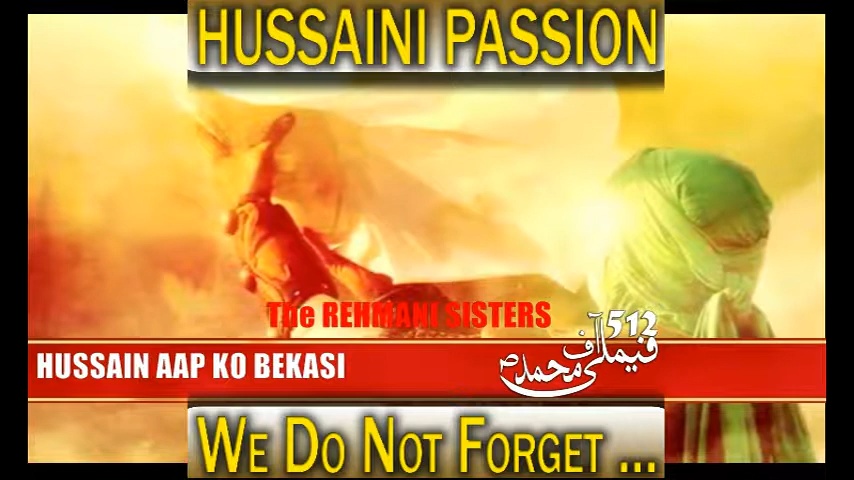 HUSSAINI PASSION
The REHMANI SISTERS
512
فیملی آف محمدؐ
HUSSAIN AAP KO BEKASI
WE DO NOT FORGET ...